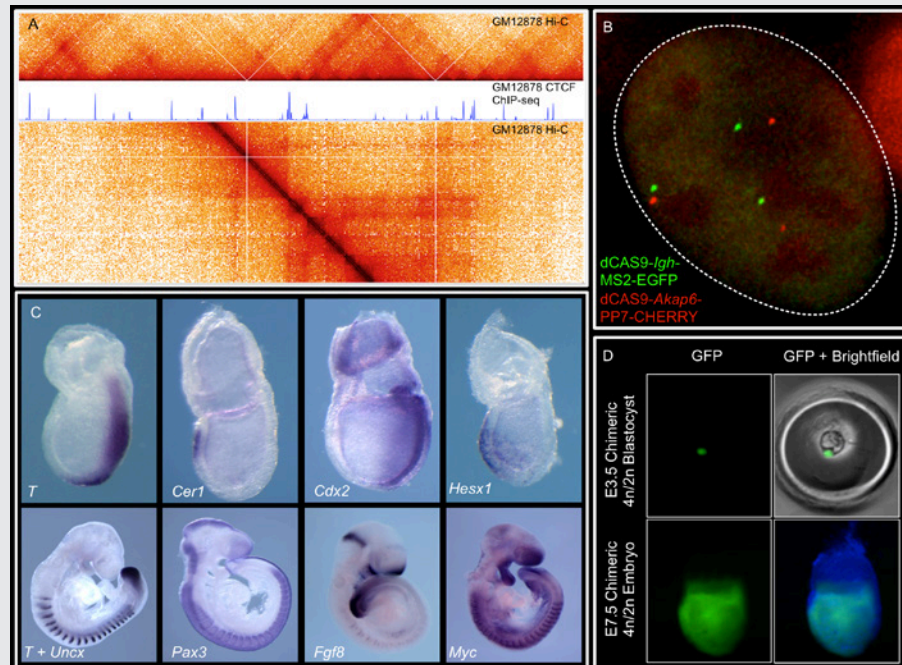 A
GM12878 Hi-C
GM12878 CTCF
ChIP-seq
GM12878 Hi-C
B
dCAS9-Igh-
MS2-EGFP
dCAS9-Akap6-
PP7-CHERRY
C
T
Cer1
Cdx2
Hesx1
T + Uncx
Pax3
Fgf8
Myc
D
GFP
GFP + Brightfield
E3.5 Chimeric
4n/2n Blastocyst
E7.5 Chimeric
4n/2n Embryo